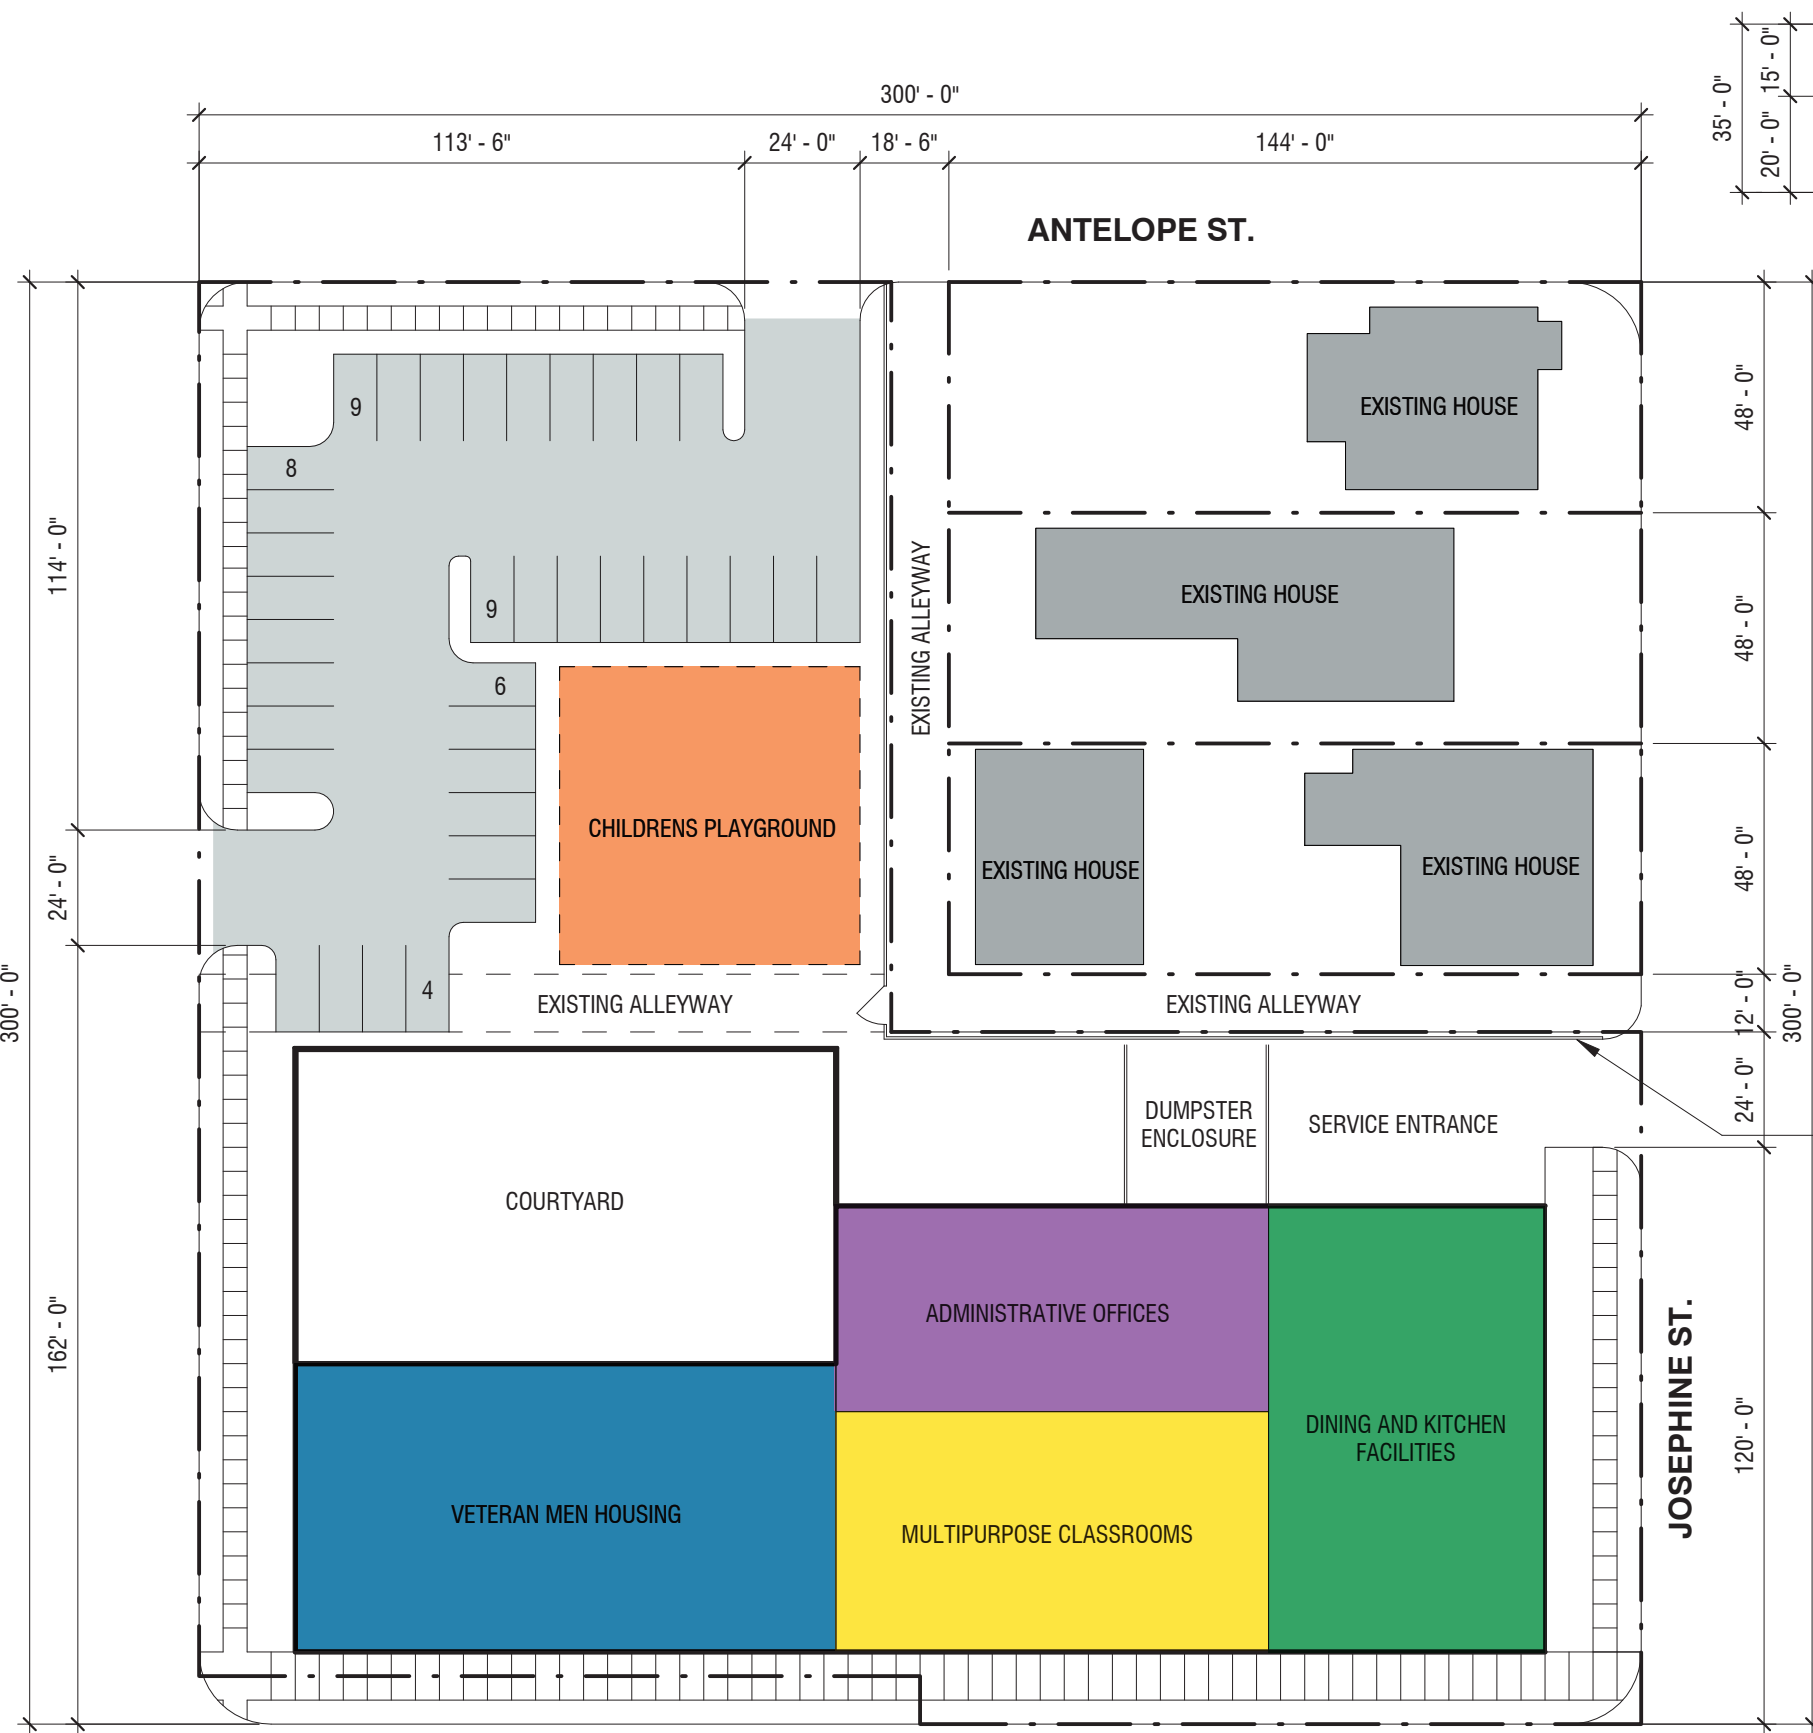 300' - 0"
113' - 6"
24' - 0"
18' - 6"
144' - 0"
35' - 0"
15' - 0"
20' - 0"
ANTELOPE ST.
9
8
9
6
4
114' - 0"
24' - 0"
300' - 0"
162' - 0"
EXISTING HOUSE
EXISTING HOUSE
EXISTING HOUSE
EXISTING HOUSE
EXISTING ALLEYWAY
CHILDRENS PLAYGROUND
EXISTING ALLEYWAY
EXISTING ALLEYWAY
48' - 0"
48' - 0"
48' - 0"
12' - 0"
300' - 0"
24' - 0"
120' - 0"
DUMPSTER
ENCLOSURE
SERVICE ENTRANCE
COURTYARD
ADMINISTRATIVE OFFICES
DINING AND KITCHEN
FACILITIES
VETERAN MEN HOUSING
MULTIPURPOSE CLASSROOMS
JOSEPHINE ST.